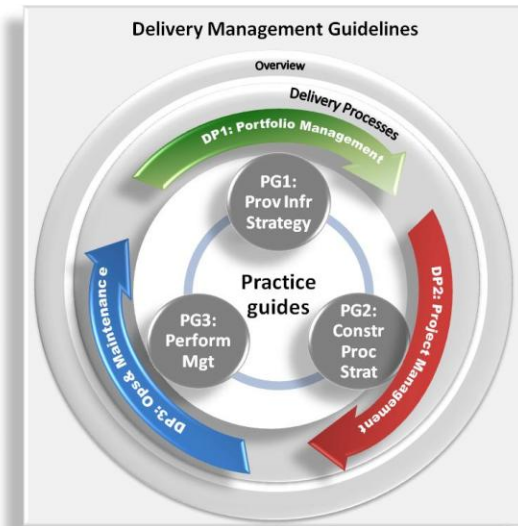 Delivery Management Guidelines
Overview
Delivery Processes
DP1: Portfolio Management
PG1:
Prov Infr
Strategy
DP2: Project Management
Practice
guides
PG3:
Perform
Mgt
PG2:
Constr
Proc
Strat
DP3: Ops& Maintenance